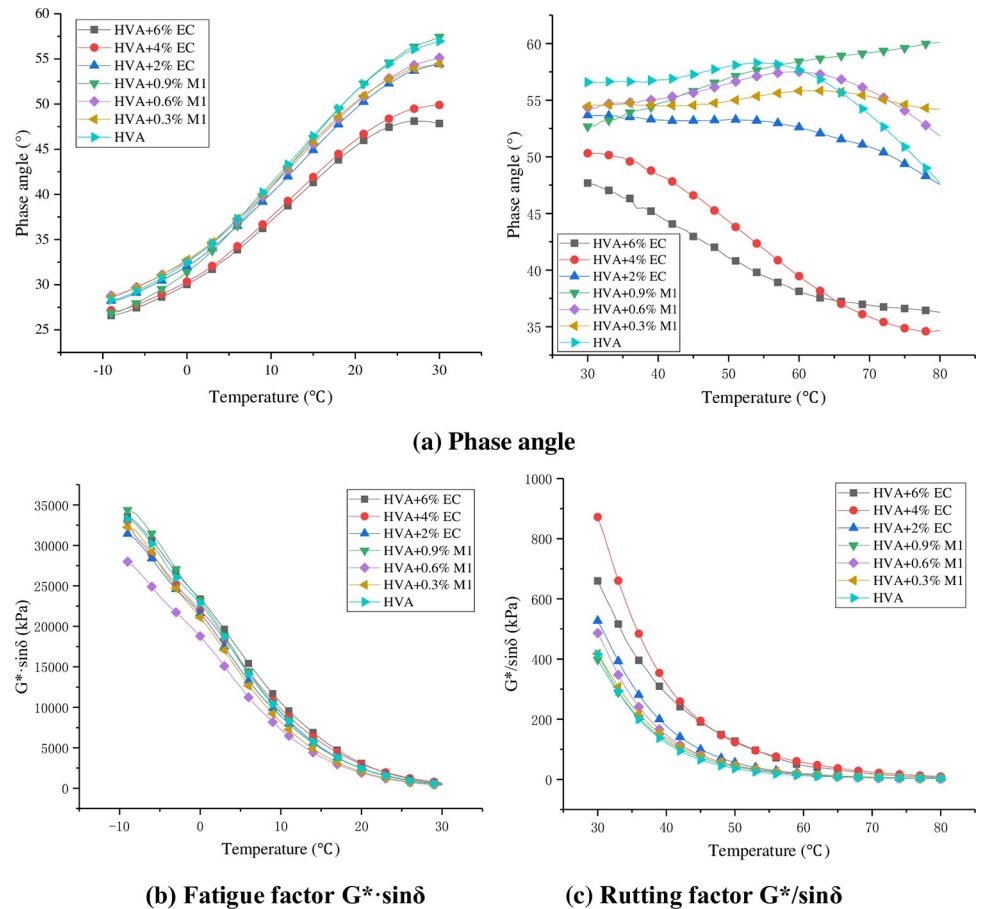 60
55
50
45
40
35
30
25
-10
0
10
20
30
Phase angle (°)
Temperature (℃)
HVA+6% EC
HVA+4% EC
HVA+2% EC
HVA+0.9% M1
HVA+0.6% M1
HVA+0.3% M1
HVA
60
55
50
45
40
35
30
40
50
60
70
80
Phase angle (°)
Temperature (℃)
HVA+6% EC
HVA+4% EC
HVA+2% EC
HVA+0.9% M1
HVA+0.6% M1
HVA+0.3% M1
HVA
(a) Phase angle
35000
30000
25000
20000
15000
10000
5000
0
−10
0
10
20
30
G*·sinδ (kPa)
Temperature (℃)
HVA+6% EC
HVA+4% EC
HVA+2% EC
HVA+0.9% M1
HVA+0.6% M1
HVA+0.3% M1
HVA
1000
800
600
400
200
0
30
40
50
60
70
80
G*/sinδ (kPa)
Temperature (℃)
HVA+6% EC
HVA+4% EC
HVA+2% EC
HVA+0.9% M1
HVA+0.6% M1
HVA+0.3% M1
HVA
(b) Fatigue factor G*·sinδ
(c) Rutting factor G*/sinδ